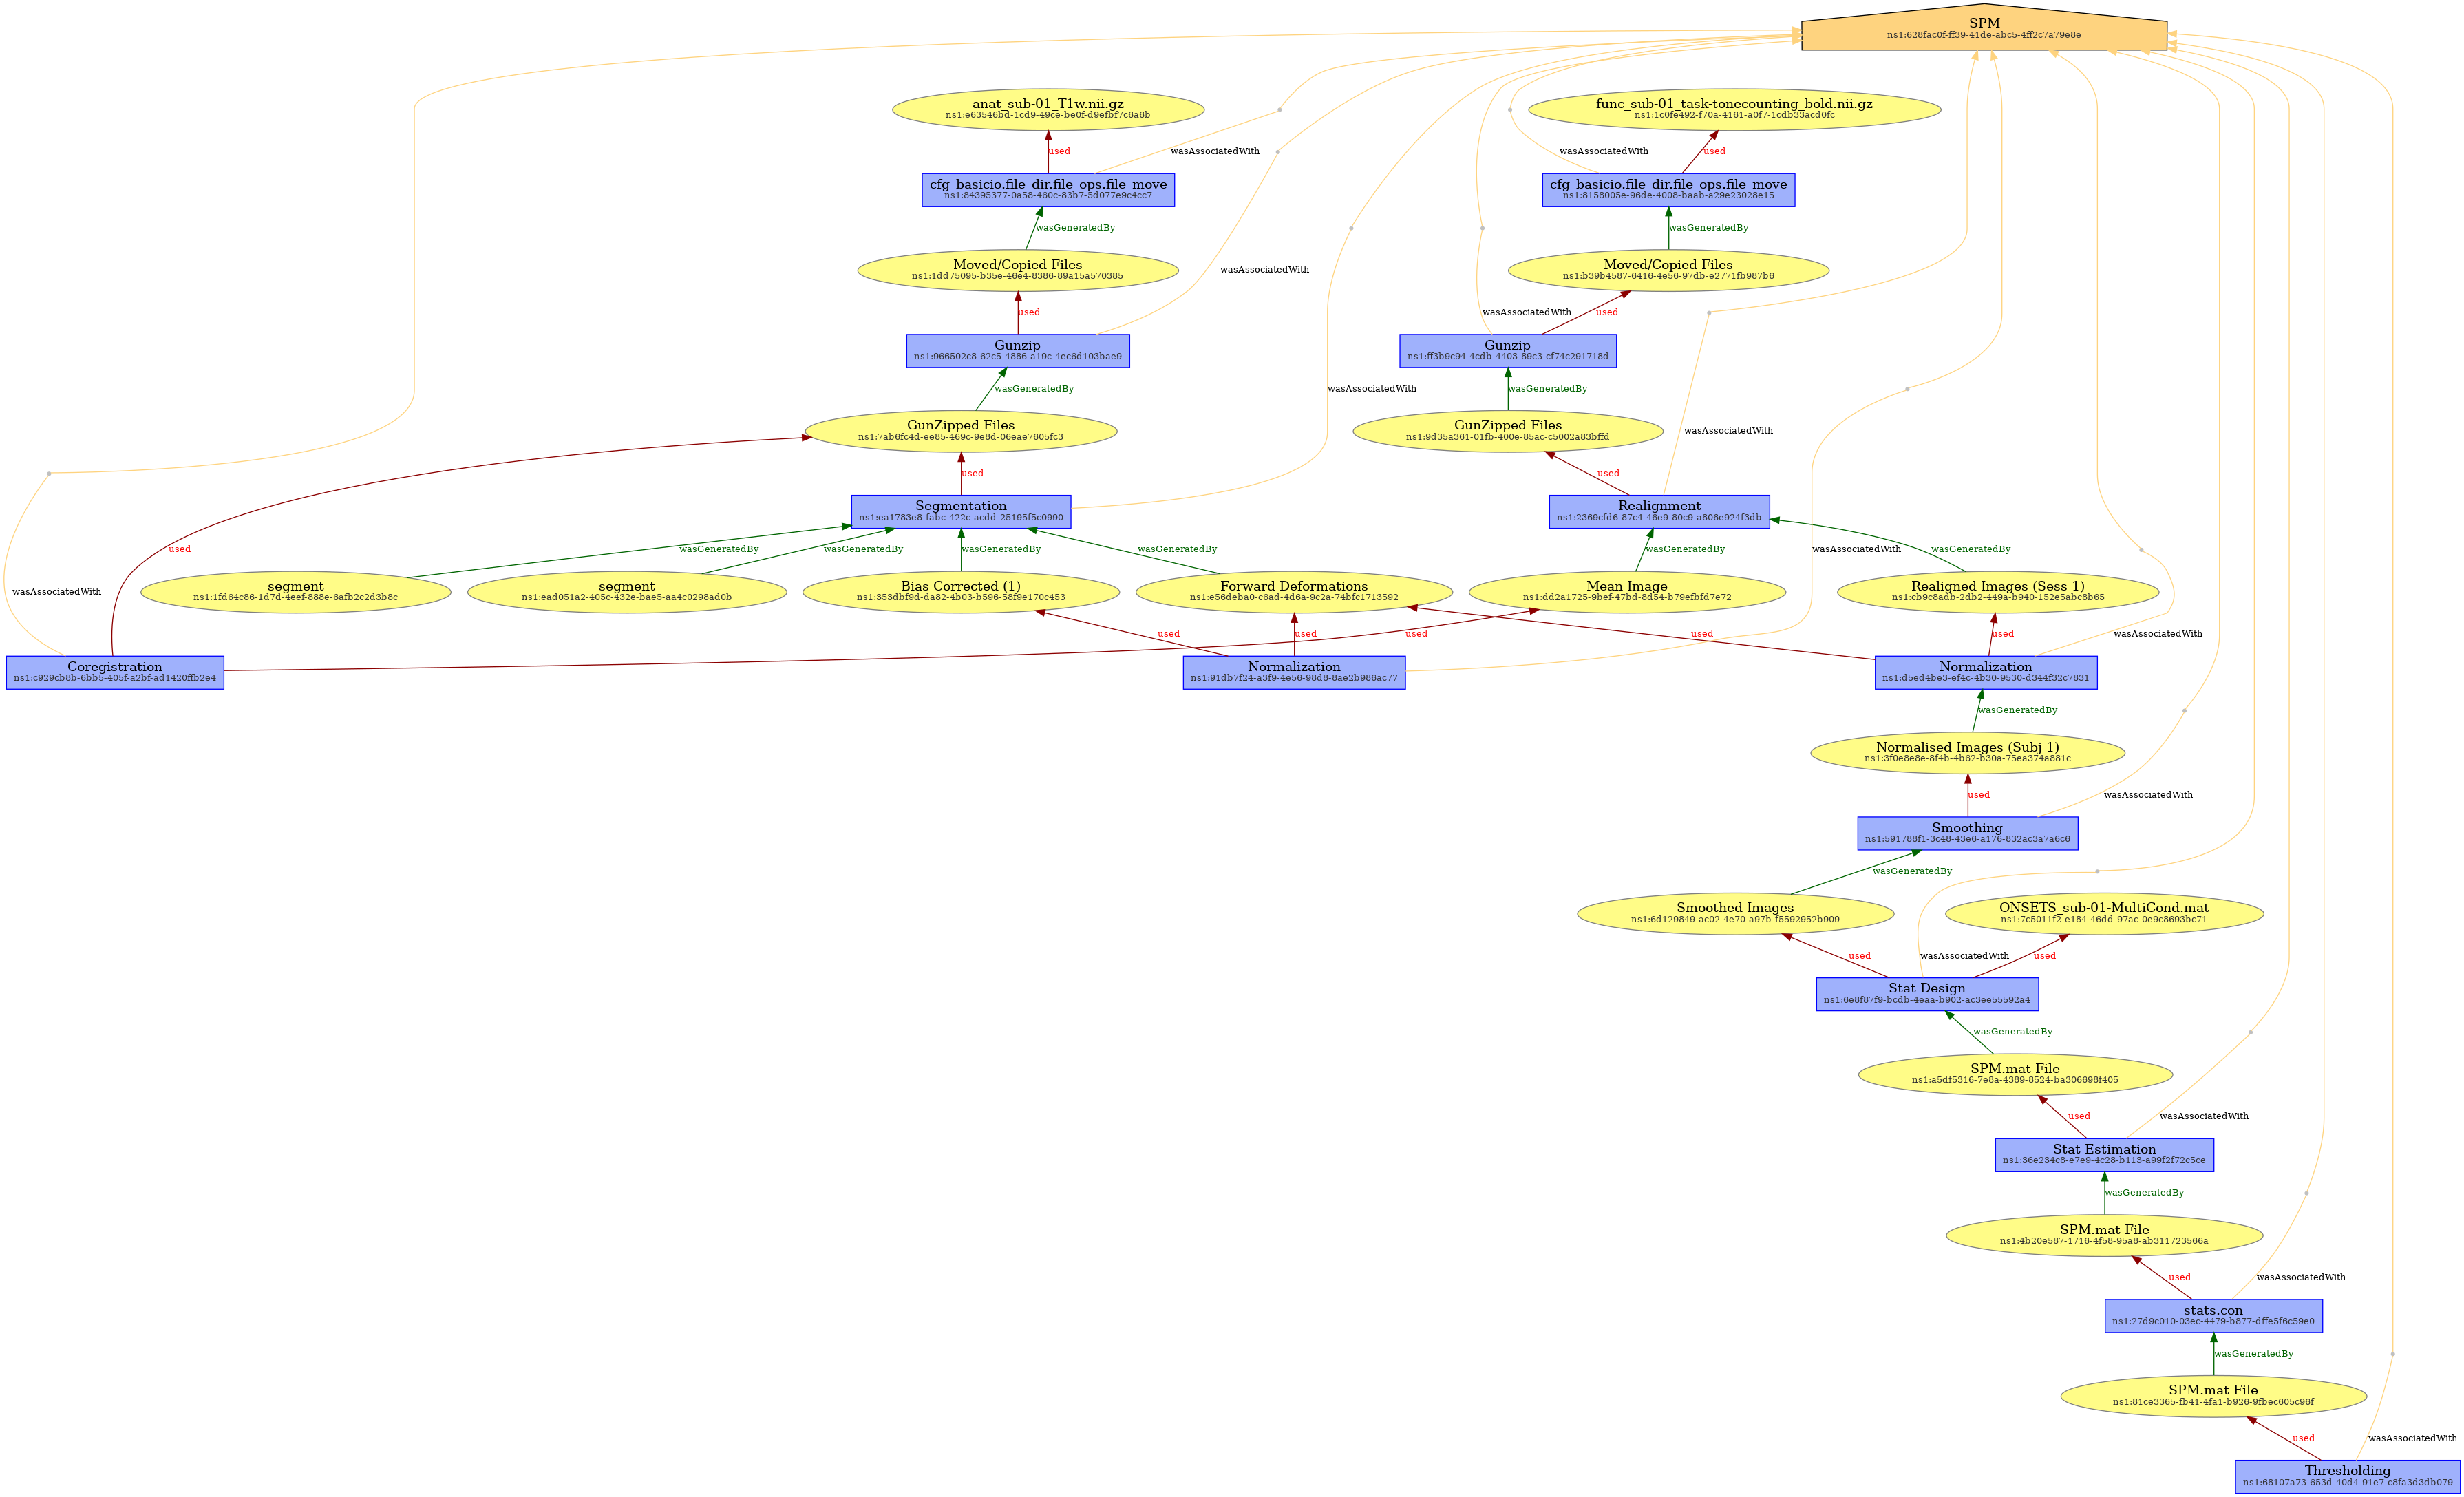 SPM
ns1:628fac0f-ff39-41de-abc5-4ff2c7a79e8e
anat_sub-01_T1w.nii.gz
ns1:e63546bd-1cd9-49ce-be0f-d9efbf7c6a6b
func_sub-01_task-tonecounting_bold.nii.gz
ns1:1c0fe492-f70a-4161-a0f7-1cdb33acd0fc
used
wasAssociatedWith
wasAssociatedWith
used
cfg_basicio.file_dir.file_ops.file_move
ns1:84395377-0a58-460c-83b7-5d077e9c4cc7
cfg_basicio.file_dir.file_ops.file_move
ns1:8158005e-96de-4008-baab-a29e23028e15
wasGeneratedBy
wasGeneratedBy
Moved/Copied Files
ns1:1dd75095-b35e-46e4-8386-89a15a570385
Moved/Copied Files
ns1:b39b4587-6416-4e56-97db-e2771fb987b6
wasAssociatedWith
used
wasAssociatedWith
used
Gunzip
ns1:966502c8-62c5-4886-a19c-4ec6d103bae9
Gunzip
ns1:ff3b9c94-4cdb-4403-89c3-cf74c291718d
wasGeneratedBy
wasAssociatedWith
wasGeneratedBy
GunZipped Files
ns1:7ab6fc4d-ee85-469c-9e8d-06eae7605fc3
GunZipped Files
ns1:9d35a361-01fb-400e-85ac-c5002a83bffd
wasAssociatedWith
used
used
Segmentation
ns1:ea1783e8-fabc-422c-acdd-25195f5c0990
Realignment
ns1:2369cfd6-87c4-46e9-80c9-a806e924f3db
used
wasGeneratedBy
wasGeneratedBy
wasGeneratedBy
wasGeneratedBy
wasGeneratedBy
wasAssociatedWith
wasGeneratedBy
segment
ns1:1fd64c86-1d7d-4eef-888e-6afb2c2d3b8c
segment
ns1:ead051a2-405c-432e-bae5-aa4c0298ad0b
Bias Corrected (1)
ns1:353dbf9d-da82-4b03-b596-58f9e170c453
Forward Deformations
ns1:e56deba0-c6ad-4d6a-9c2a-74bfc1713592
Mean Image
ns1:dd2a1725-9bef-47bd-8d54-b79efbfd7e72
Realigned Images (Sess 1)
ns1:cb9c8adb-2db2-449a-b940-152e5abc8b65
wasAssociatedWith
used
used
used
used
used
wasAssociatedWith
Coregistration
ns1:c929cb8b-6bb5-405f-a2bf-ad1420ffb2e4
Normalization
ns1:91db7f24-a3f9-4e56-98d8-8ae2b986ac77
Normalization
ns1:d5ed4be3-ef4c-4b30-9530-d344f32c7831
wasGeneratedBy
Normalised Images (Subj 1)
ns1:3f0e8e8e-8f4b-4b62-b30a-75ea374a881c
used
wasAssociatedWith
Smoothing
ns1:591788f1-3c48-43e6-a176-832ac3a7a6c6
wasGeneratedBy
Smoothed Images
ns1:6d129849-ac02-4e70-a97b-f5592952b909
ONSETS_sub-01-MultiCond.mat
ns1:7c5011f2-e184-46dd-97ac-0e9c8693bc71
used
wasAssociatedWith
used
Stat Design
ns1:6e8f87f9-bcdb-4eaa-b902-ac3ee55592a4
wasGeneratedBy
SPM.mat File
ns1:a5df5316-7e8a-4389-8524-ba306698f405
used
wasAssociatedWith
Stat Estimation
ns1:36e234c8-e7e9-4c28-b113-a99f2f72c5ce
wasGeneratedBy
SPM.mat File
ns1:4b20e587-1716-4f58-95a8-ab311723566a
used
wasAssociatedWith
stats.con
ns1:27d9c010-03ec-4479-b877-dffe5f6c59e0
wasGeneratedBy
SPM.mat File
ns1:81ce3365-fb41-4fa1-b926-9fbec605c96f
used
wasAssociatedWith
Thresholding
ns1:68107a73-653d-40d4-91e7-c8fa3d3db079